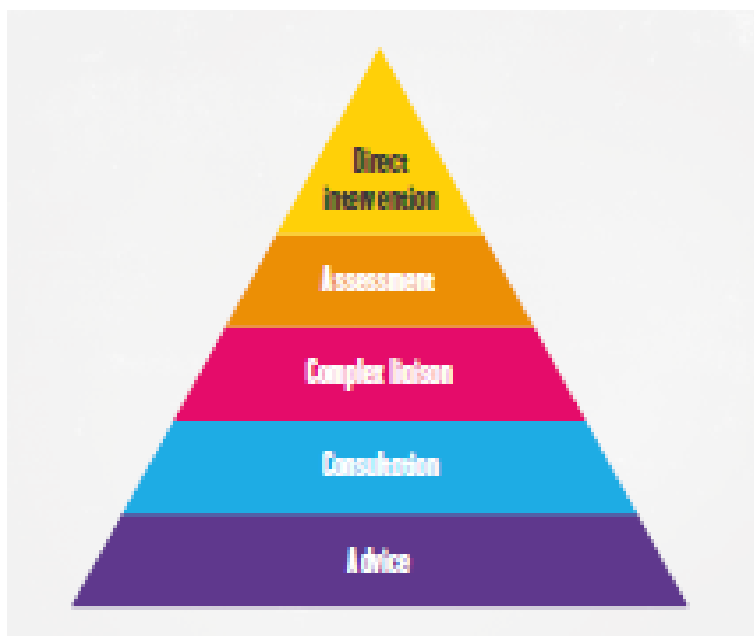 Direct
intervention
Assessment
Complex liaison
Consultation
Advice